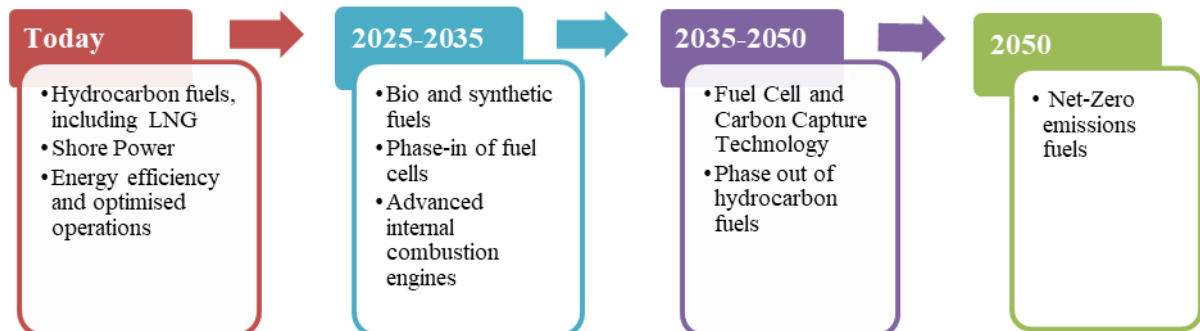 Today
• Hydrocarbon fuels,
including LNG
• Shore Power
• Energy efficiency
and optimised
operations
2025-2035
• Bio and synthetic
fuels
• Phase-in of fuel
cells
• Advanced
internal
combustion
engines
2035-2050
• Fuel Cell and
Carbon Capture
Technology
• Phase out of
hydrocarbon
fuels
2050
• Net-Zero
emissions
fuels